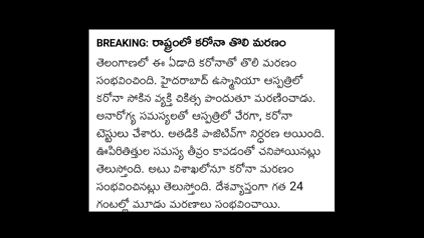 BREAKING: రాష్ట్రంలో కరోనా తొలి మరణం
తెలంగాణలో ఈ ఏడాది కరోనాతో తొలి మరణం
సంభవించింది. హైదరాబాద్ ఉస్మానియా ఆస్పత్రిలో
కరోనా సోకిన వ్యక్తి చికిత్స పొందుతూ మరణించాడు.
అనారోగ్య సమస్యలతో ఆస్పత్రిలో చేరగా, కరోనా
టెస్టులు చేశారు. అతడికి పాజిటివ్‌గా నిర్ధరణ అయింది.
ఊపిరితిత్తుల సమస్య తీవ్రం కావడంతో చనిపోయినట్లు
తెలుస్తోంది. అటు విశాఖలోనూ కరోనా మరణం
సంభవించినట్లు తెలుస్తోంది. దేశవ్యాప్తంగా గత 24
గంటల్లో మూడు మరణాలు సంభవించాయి.